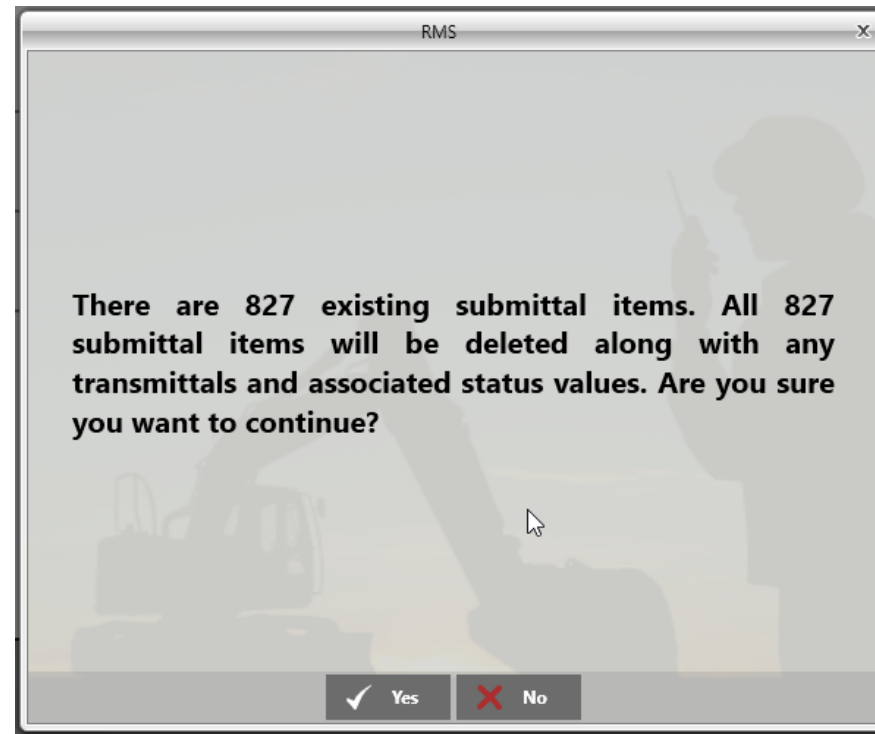 RMS
x
There are 827 existing submittal items. All 827
submittal items will be deleted along with any
transmittals and associated status values. Are you sure
you want to continue?
Yes
No